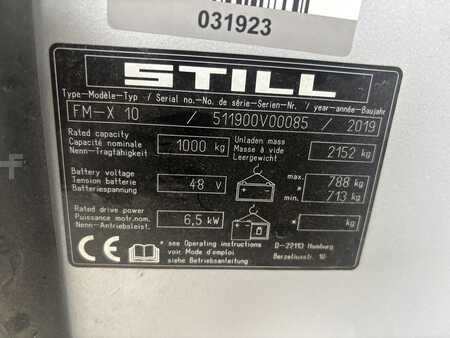 031923
STILL
Type-Modèle-Typ / Serial no.-No. de série-Serien-Nr. / year-année-Baujahr
FM-X 10 / 511900V00085 / 2019
Rated capacity
Capacité nominale
Nenn-Tragfähigkeit
1000 kg
Unladen mass
Masse à vide
Leergewicht
2152 kg
Battery voltage
Tension batterie
Batteriespannung
48 V
max. * 788 kg
min. * 713 kg
Rated drive power
Puissance motr.nom.
Nenn-Antriebsleist.
6,5 kW
* kg
CE
* see Operating instructions
voir Mode d'emploi
siehe Betriebsanleitung
D-22113 Hamburg
Berzeliusstr. 10